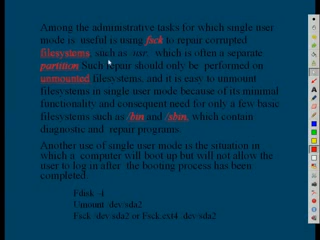 Among the administrative tasks for which single user
mode is useful is using fsck to repair corrupted
filesystems, such as /usr, which is often a separate
partition. Such repair should only be performed on
unmounted filesystems, and it is easy to unmount
filesystems in single user mode because of its minimal
functionality and consequent need for only a few basic
filesystems such as /bin and /sbin, which contain
diagnostic and repair programs.
Another use of single user mode is the situation in
which a computer will boot up but will not allow the
user to log in after the booting process has been
completed.
Fdisk -l
Umount /dev/sda2
Fsck /dev/sda2 or Fsck.ext4 /dev/sda2